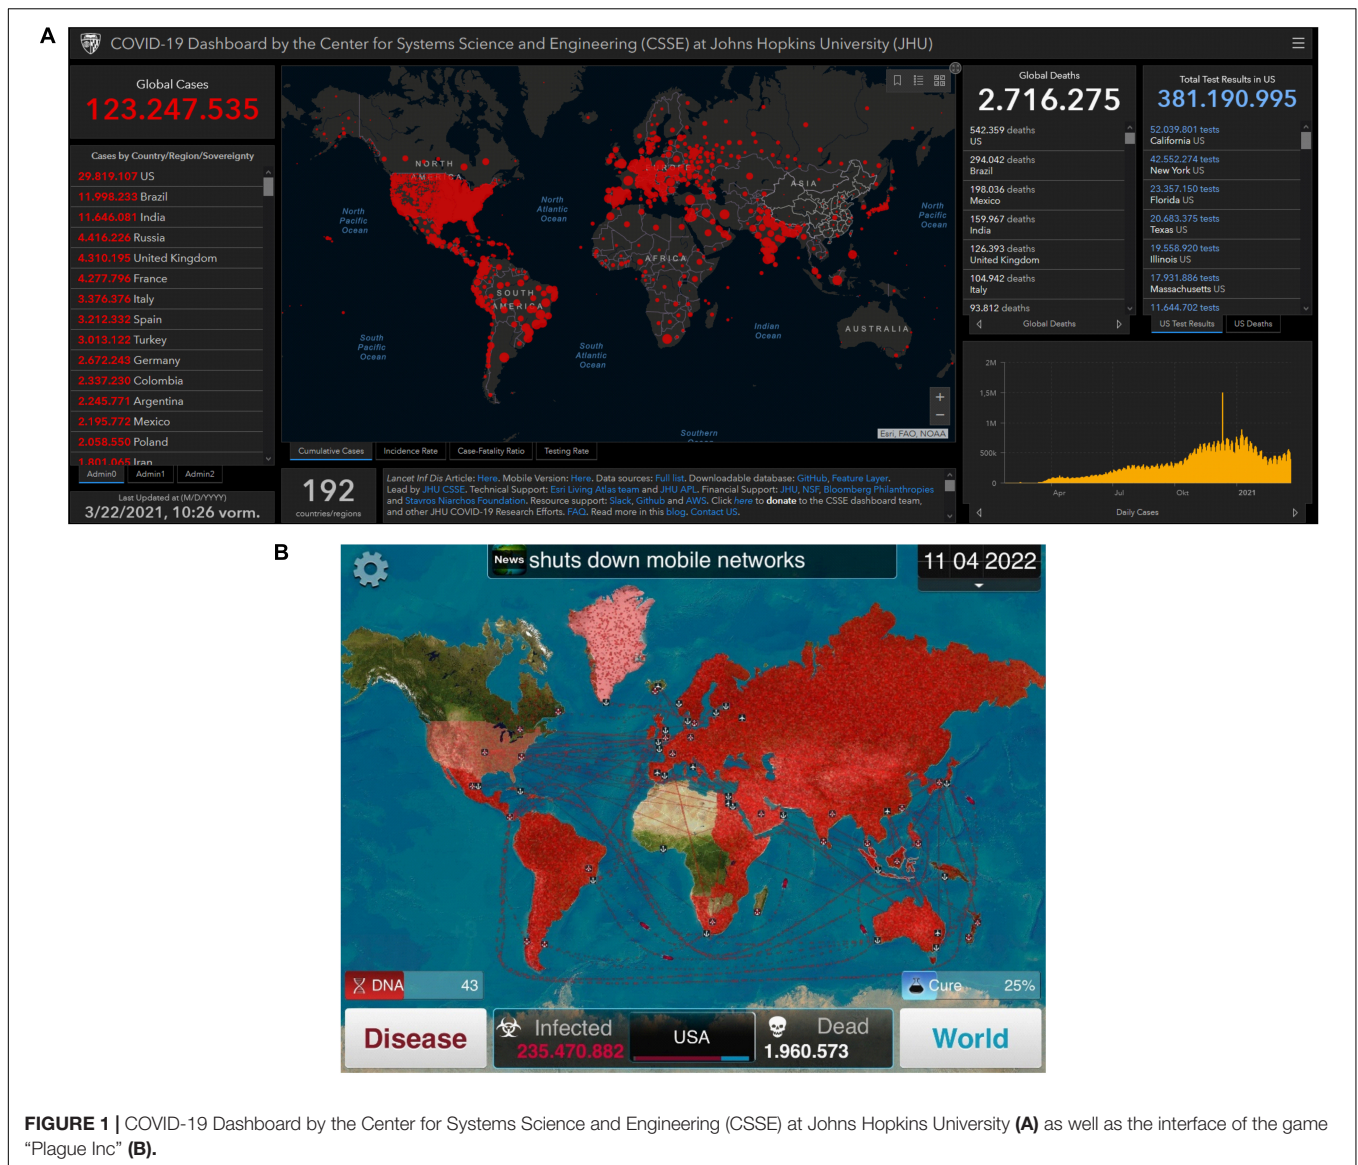 A
COVID-19 Dashboard by the Center for Systems Science and Engineering (CSSE) at Johns Hopkins University (JHU)
Global Cases
123.247.535
Cases by Country/Region/Sovereignty
29.819.107 US
11.998.233 Brazil
11.646.081 India
4.416.226 Russia
4.310.195 United Kingdom
4.277.796 France
3.376.376 Italy
3.212.332 Spain
3.013.122 Turkey
2.672.243 Germany
2.337.230 Colombia
2.245.771 Argentina
2.195.772 Mexico
2.058.550 Poland
1.801.065 Iran
Admin0 Admin1 Admin2
Last Updated at (M/D/YYYY)
3/22/2021, 10:26 vorm.
NORTH
AMERICA
EUROPE
ASIA
North
Pacific
Ocean
North
Atlantic
Ocean
North
Pacific
Ocean
AFRICA
SOUTH
AMERICA
AUSTRALIA
Indian
Ocean
South
Pacific
Ocean
South
Atlantic
Ocean
Southern
Ocean
+
−
Esri, FAO, NOAA
Cumulative Cases Incidence Rate Case-Fatality Ratio Testing Rate
192
countries/regions
Lancet Inf Dis Article: Here. Mobile Version: Here. Data sources: Full list. Downloadable database: GitHub, Feature Layer.
Lead by JHU CSSE. Technical Support: Esri Living Atlas team and JHU APL. Financial Support: JHU, NSF, Bloomberg Philanthropies
and Stavros Niarchos Foundation. Resource support: Slack, Github and AWS. Click here to donate to the CSSE dashboard team,
and other JHU COVID-19 Research Efforts. FAQ. Read more in this blog. Contact US.
Global Deaths
2.716.275
542.359 deaths
US
294.042 deaths
Brazil
198.036 deaths
Mexico
159.967 deaths
India
126.393 deaths
United Kingdom
104.942 deaths
Italy
93.812 deaths
Global Deaths
Total Test Results in US
381.190.995
52.039.801 tests
California US
42.552.274 tests
New York US
23.357.150 tests
Florida US
20.683.375 tests
Texas US
19.558.920 tests
Illinois US
17.931.886 tests
Massachusetts US
11.644.702 tests
US Test Results US Deaths
2M
1,5M
1M
500k
0
Apr Jul Okt 2021
Daily Cases
B
News shuts down mobile networks
11 04 2022
DNA 43
Cure 25%
Disease
Infected
235.470.882
USA
Dead
1.960.573
World
FIGURE 1 | COVID-19 Dashboard by the Center for Systems Science and Engineering (CSSE) at Johns Hopkins University (A) as well as the interface of the game
“Plague Inc” (B).